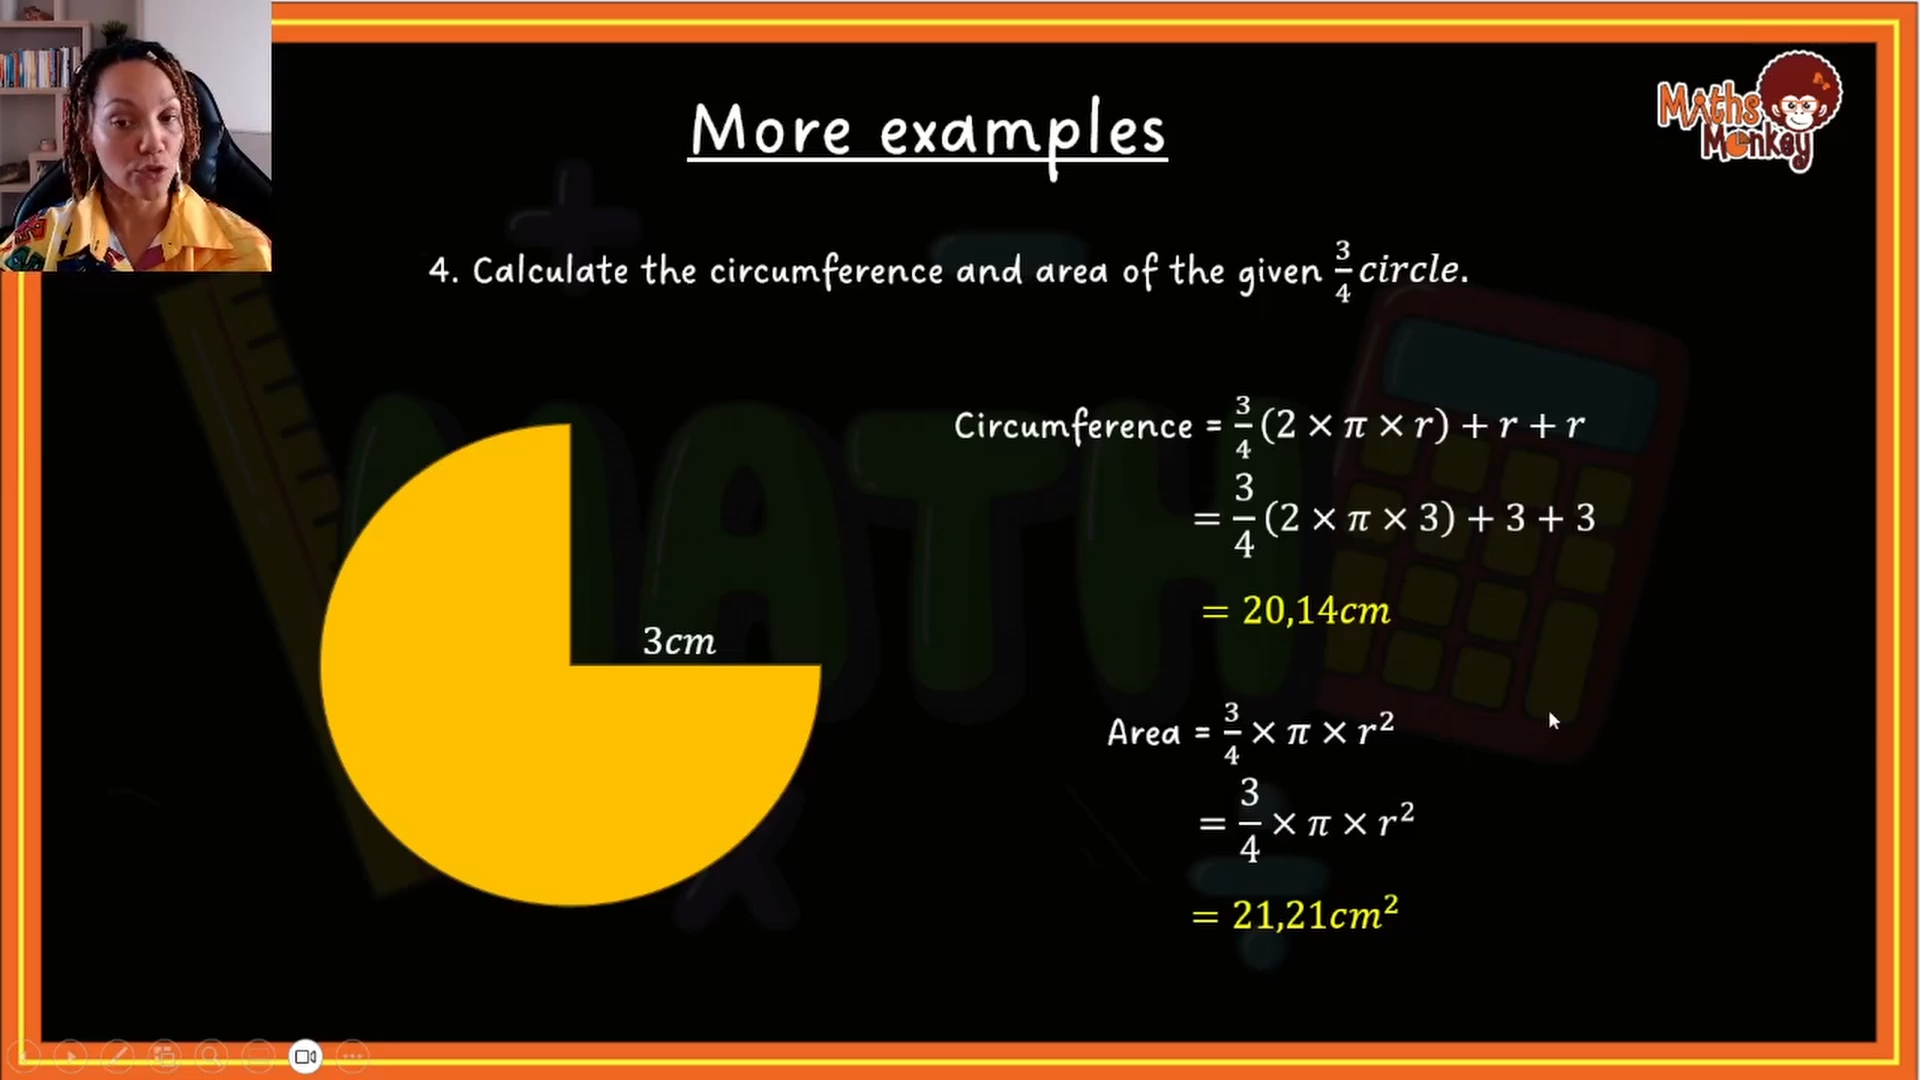 More examples
Maths
Monkey
4. Calculate the circumference and area of the given 3/4 circle.
Circumference = 3/4 (2 × π × r) + r + r
= 3/4 (2 × π × 3) + 3 + 3
= 20,14cm
3cm
Area = 3/4 × π × r²
= 3/4 × π × r²
= 21,21cm²
MATH